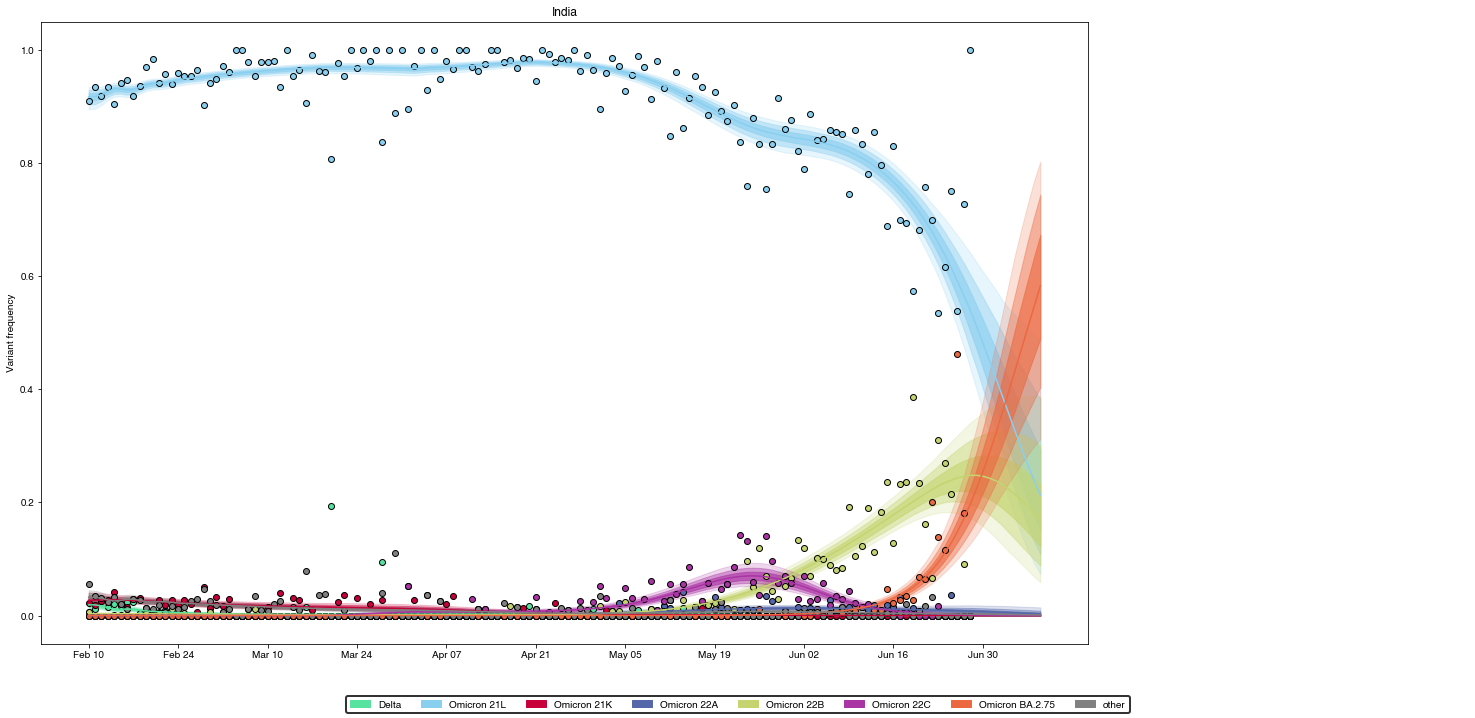 India
Variant frequency
1.0
0.8
0.6
0.4
0.2
0.0
Feb 10 Feb 24 Mar 10 Mar 24 Apr 07 Apr 21 May 05 May 19 Jun 02 Jun 16 Jun 30
Delta Omicron 21L Omicron 21K Omicron 22A Omicron 22B Omicron 22C Omicron BA.2.75 other